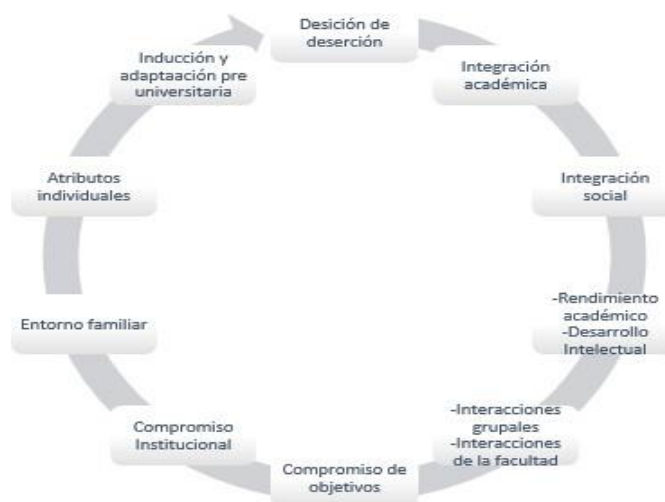 Desición de
deserción
Integración
académica
Integración
social
-Rendimiento
académico
-Desarrollo
Intelectual
-Interacciones
grupales
-Interacciones
de la facultad
Compromiso de
objetivos
Compromiso
Institucional
Entorno familiar
Atributos
individuales
Inducción y
adaptaación pre
universitaria